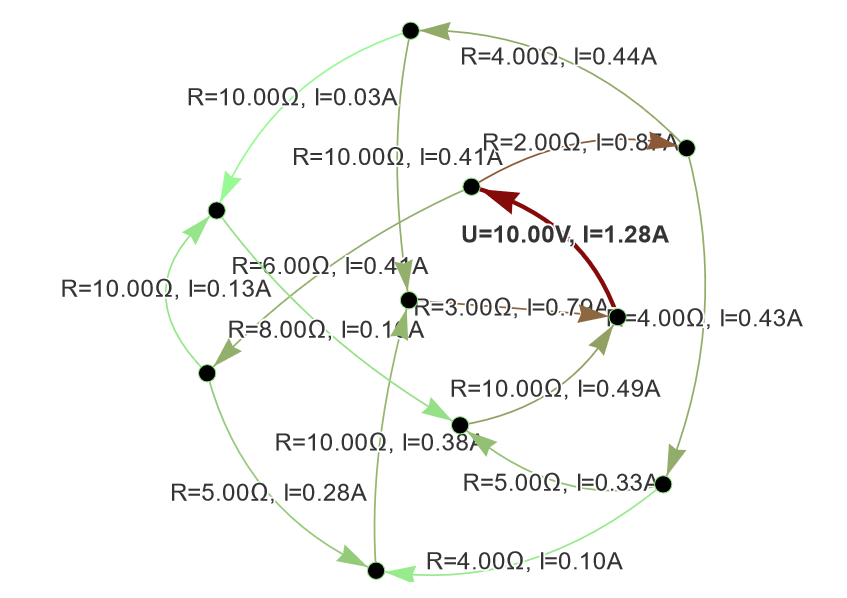 R=4.00Ω, I=0.44A
R=10.00Ω, I=0.03A
R=2.00Ω, I=0.87A
R=10.00Ω, I=0.41A
U=10.00V, I=1.28A
R=6.00Ω, I=0.41A
R=10.00Ω, I=0.13A
R=3.00Ω, I=0.79A
R=4.00Ω, I=0.43A
R=8.00Ω, I=0.16A
R=10.00Ω, I=0.49A
R=10.00Ω, I=0.38A
R=5.00Ω, I=0.33A
R=5.00Ω, I=0.28A
R=4.00Ω, I=0.10A